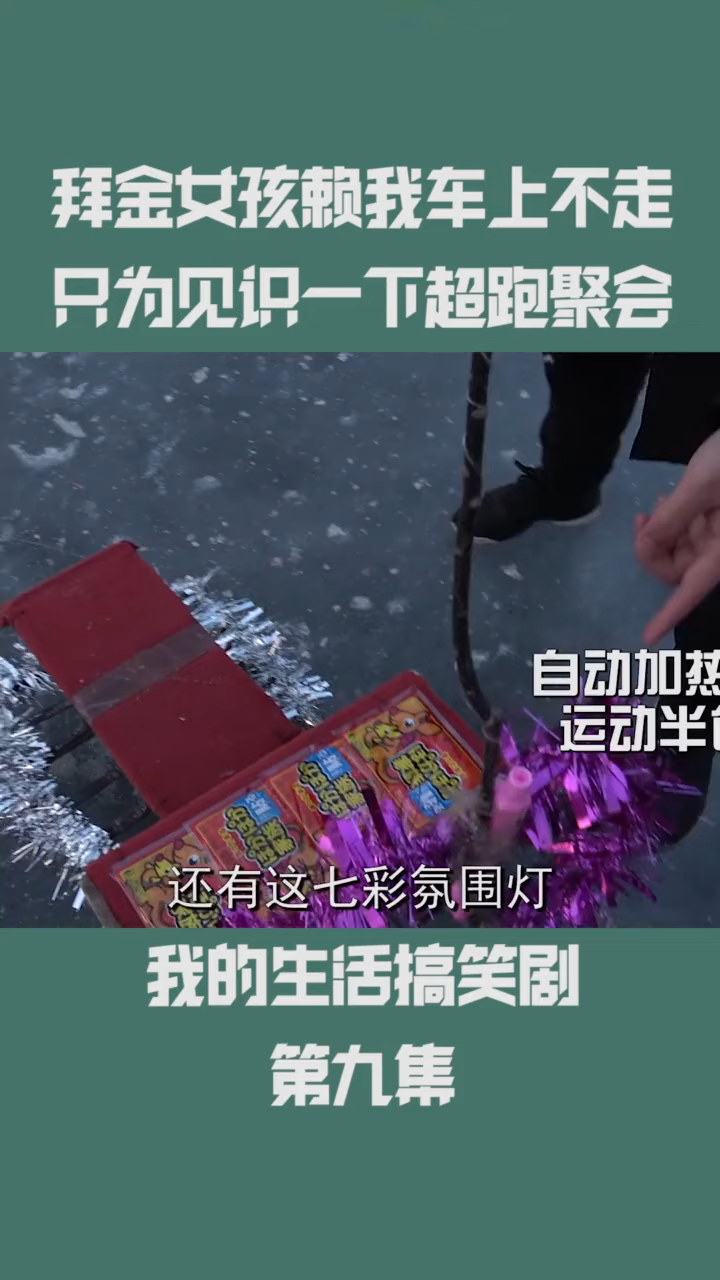 拜金女孩赖我车上不走
只为见识一下超跑聚会
自动加热
运动半包
还有这七彩氛围灯
我的生活搞笑剧
第九集